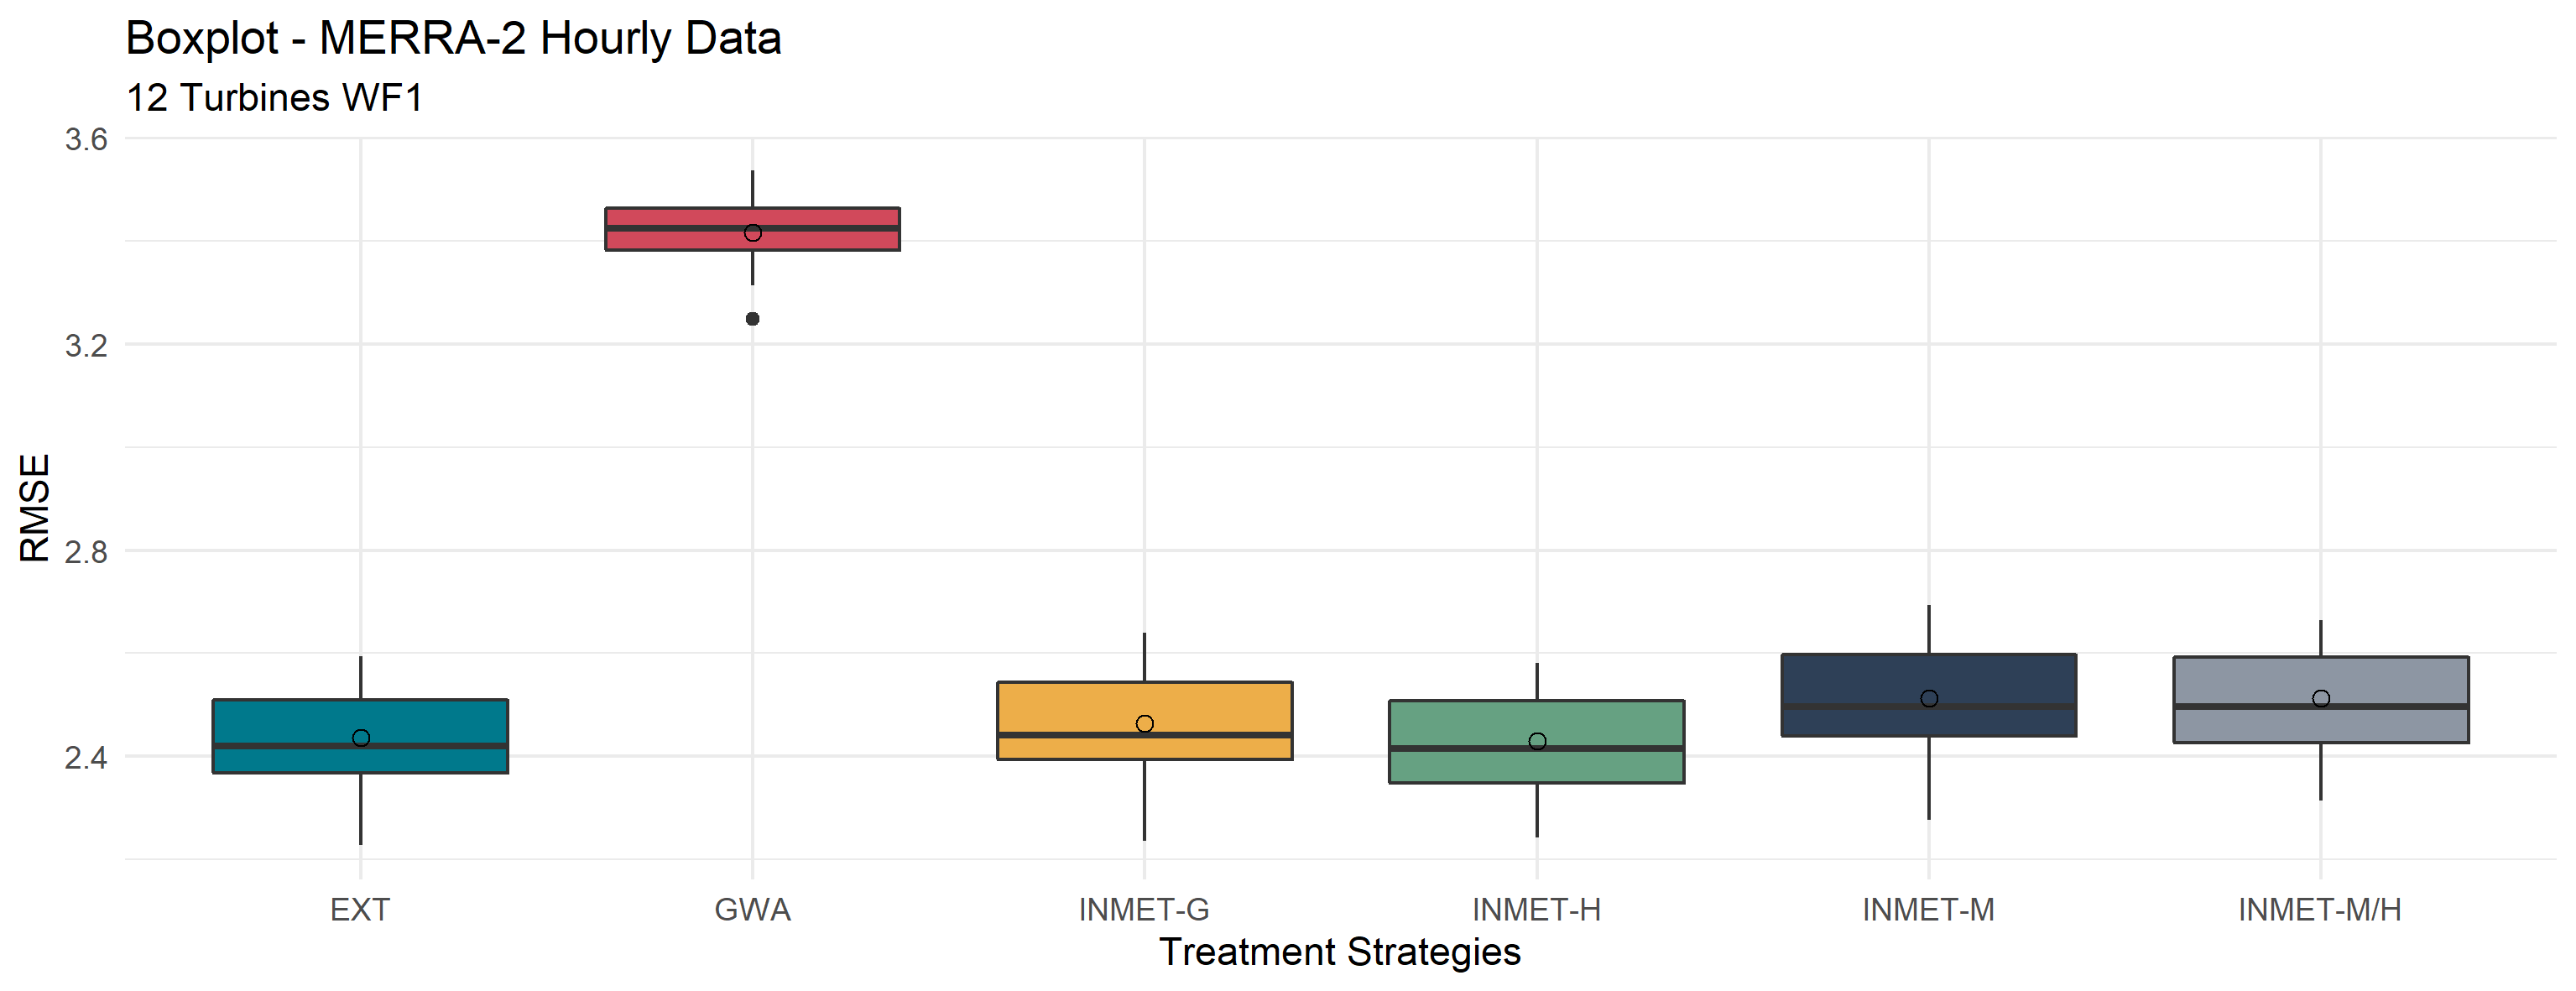 Boxplot - MERRA-2 Hourly Data
12 Turbines WF1
3.6
3.2
2.8
2.4
RMSE
EXT GWA INMET-G INMET-H INMET-M INMET-M/H
Treatment Strategies